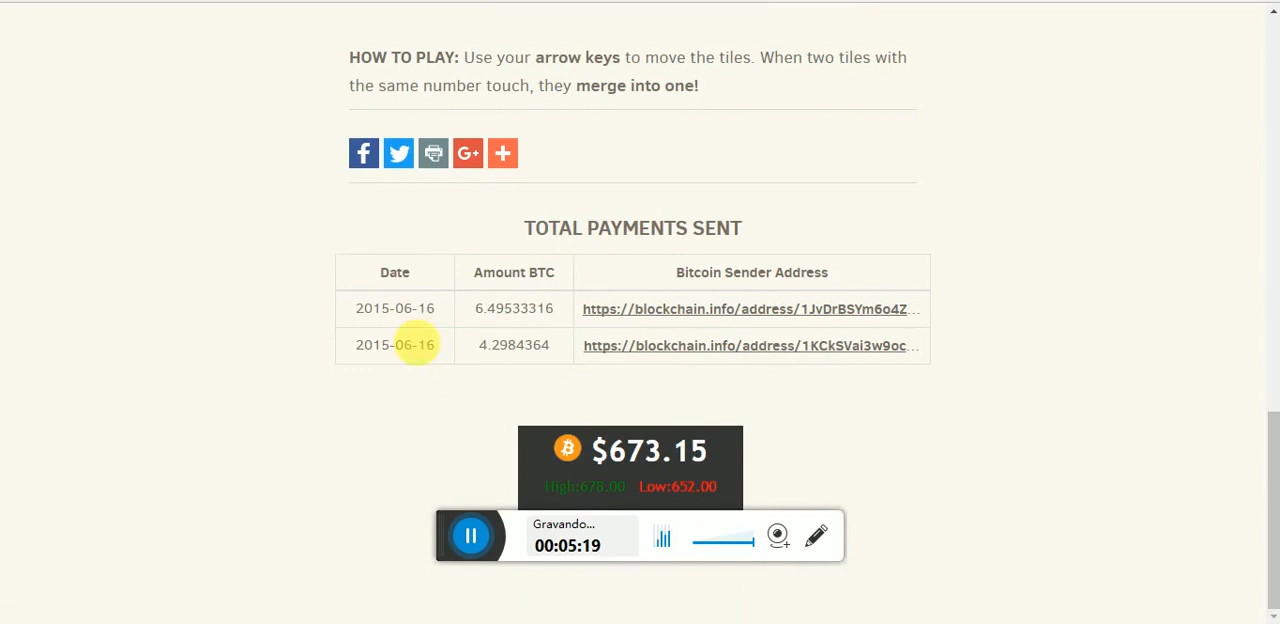 HOW TO PLAY: Use your arrow keys to move the tiles. When two tiles with
the same number touch, they merge into one!
TOTAL PAYMENTS SENT
Date Amount BTC Bitcoin Sender Address
2015-06-16 6.49533316 https://blockchain.info/address/1JvDrBSYm6o4Z...
2015-06-16 4.2984364 https://blockchain.info/address/1KCkSVai3w9oc...
$673.15
High:678.00 Low:652.00
Gravando...
00:05:19